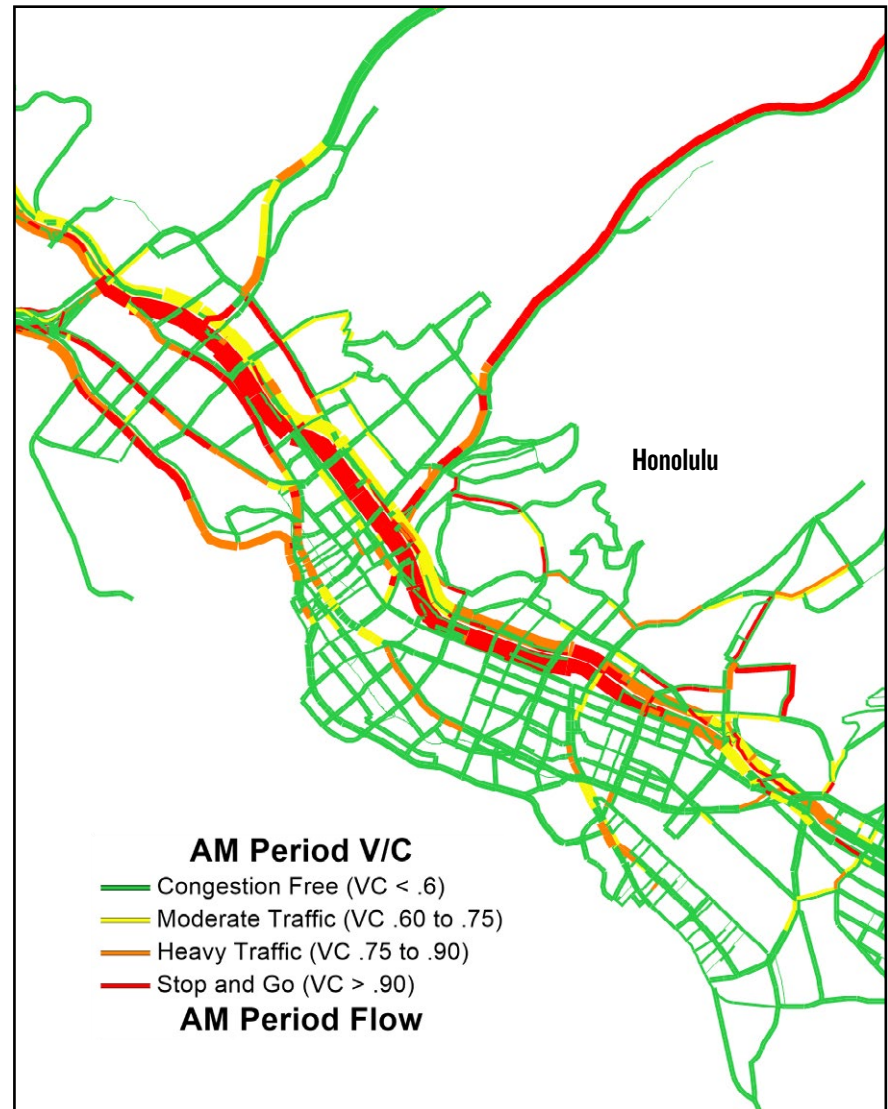 Honolulu
AM Period V/C
Congestion Free (VC < .6)
Moderate Traffic (VC .60 to .75)
Heavy Traffic (VC .75 to .90)
Stop and Go (VC > .90)
AM Period Flow